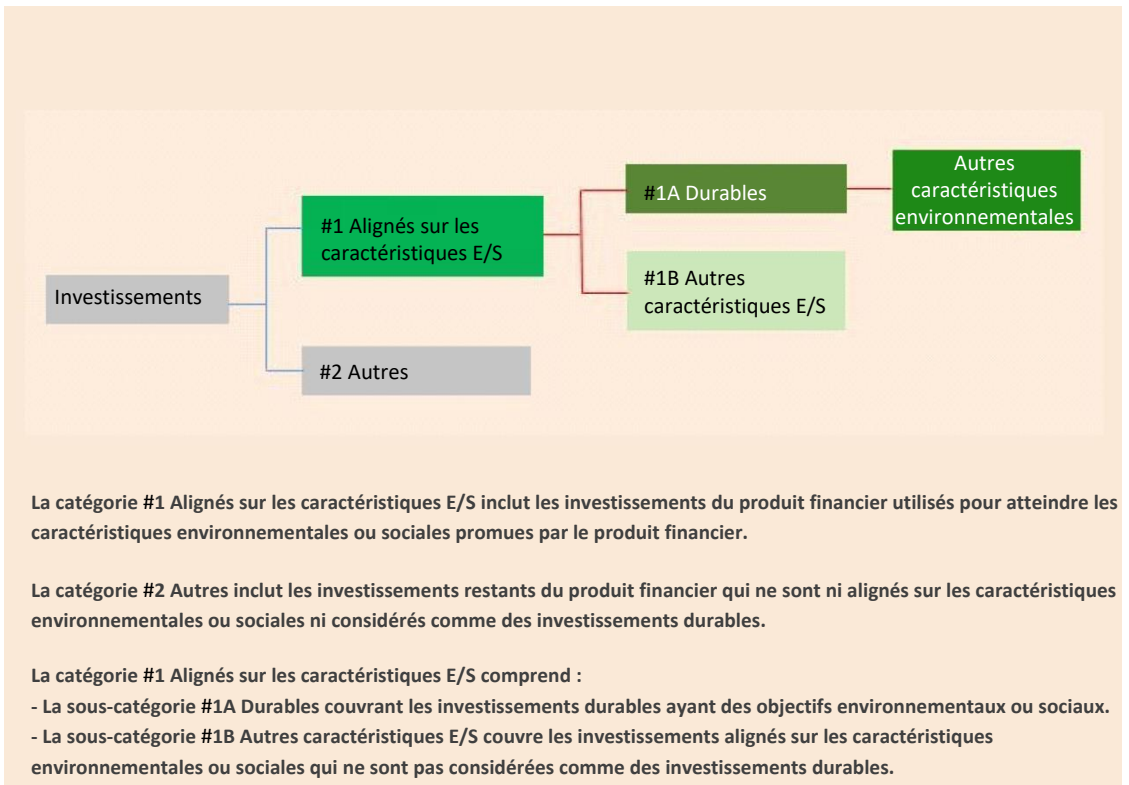 Autres
caractéristiques
environnementales
#1A Durables
#1 Alignés sur les
caractéristiques E/S
#1B Autres
caractéristiques E/S
Investissements
#2 Autres
La catégorie #1 Alignés sur les caractéristiques E/S inclut les investissements du produit financier utilisés pour atteindre les
caractéristiques environnementales ou sociales promues par le produit financier.
La catégorie #2 Autres inclut les investissements restants du produit financier qui ne sont ni alignés sur les caractéristiques
environnementales ou sociales ni considérés comme des investissements durables.
La catégorie #1 Alignés sur les caractéristiques E/S comprend :
- La sous-catégorie #1A Durables couvrant les investissements durables ayant des objectifs environnementaux ou sociaux.
- La sous-catégorie #1B Autres caractéristiques E/S couvre les investissements alignés sur les caractéristiques
environnementales ou sociales qui ne sont pas considérées comme des investissements durables.